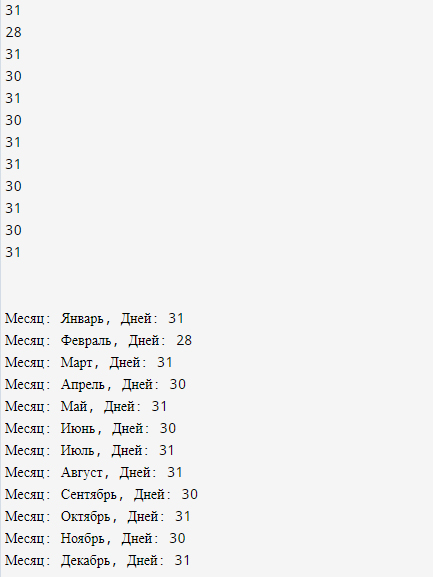 31
28
31
30
31
30
31
31
30
31
30
31
Месяц: Январь, Дней: 31
Месяц: Февраль, Дней: 28
Месяц: Март, Дней: 31
Месяц: Апрель, Дней: 30
Месяц: Май, Дней: 31
Месяц: Июнь, Дней: 30
Месяц: Июль, Дней: 31
Месяц: Август, Дней: 31
Месяц: Сентябрь, Дней: 30
Месяц: Октябрь, Дней: 31
Месяц: Ноябрь, Дней: 30
Месяц: Декабрь, Дней: 31